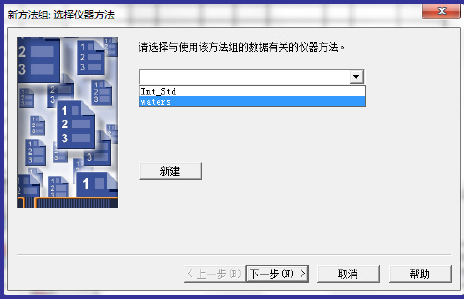 新方法组: 选择仪器方法
请选择与使用该方法组的数据有关的仪器方法。
Int_Std
waters
新建
< 上一步(B) 下一步(N) > 取消 帮助